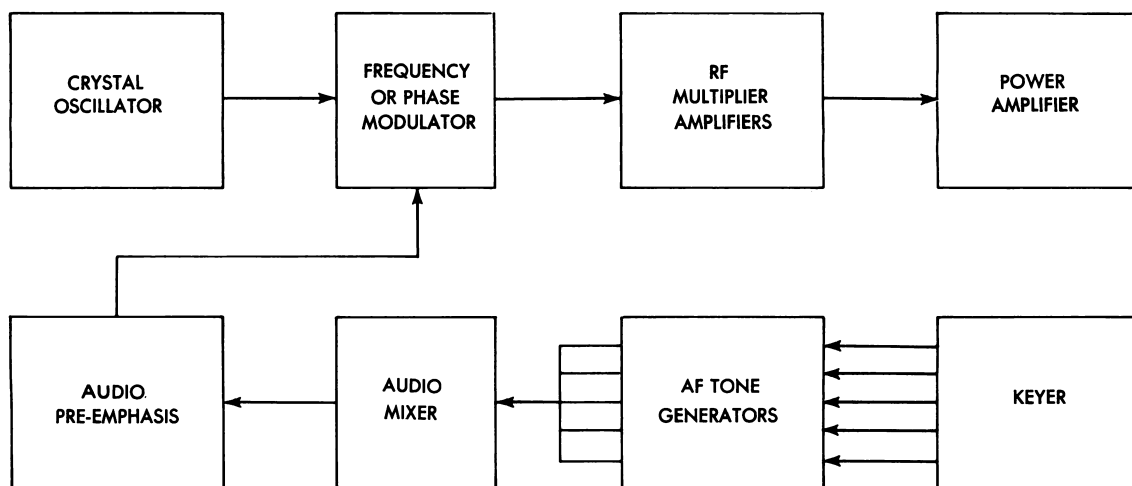 CRYSTAL
OSCILLATOR
FREQUENCY
OR PHASE
MODULATOR
RF
MULTIPLIER
AMPLIFIERS
POWER
AMPLIFIER
AUDIO
PRE-EMPHASIS
AUDIO
MIXER
AF TONE
GENERATORS
KEYER